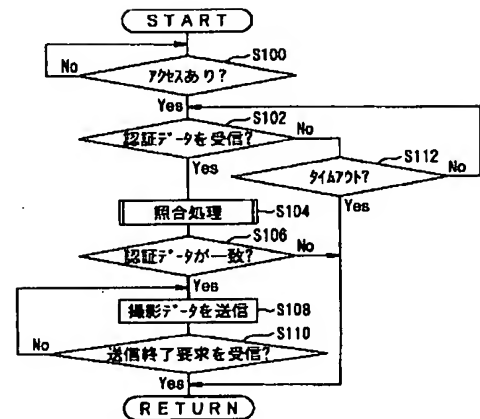 START
S100
アクセスあり?
No
Yes
S102
認証データを受信?
No
Yes
S112
タイムアウト?
No
Yes
照合処理
S104
S106
認証データが一致?
No
Yes
撮影データを送信
S108
S110
送信終了要求を受信?
No
Yes
RETURN